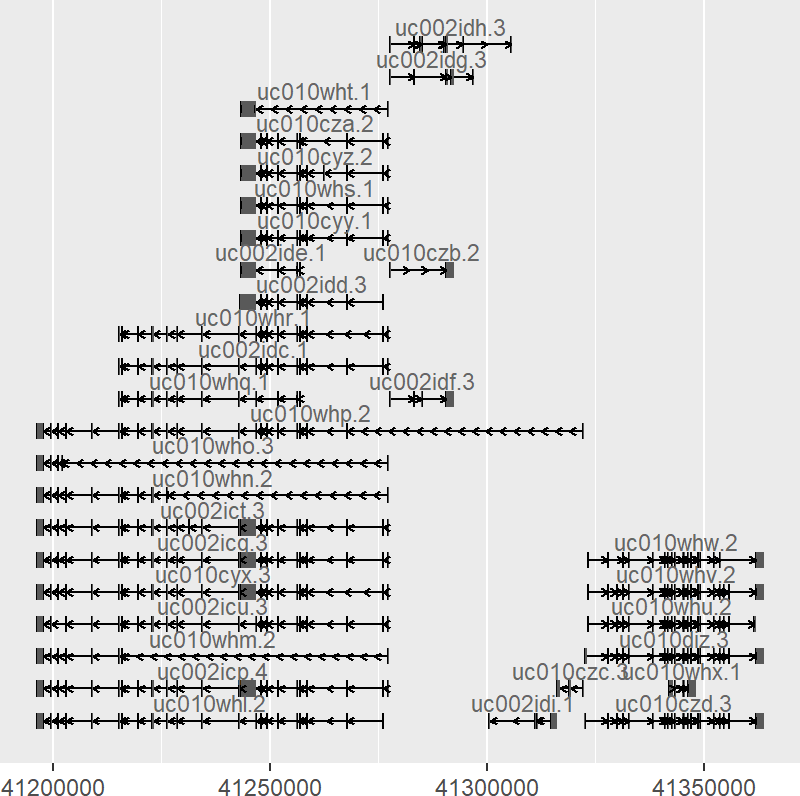 uc002idh.3
uc002idg.3
uc010wht.1
uc010cza.2
uc010cyz.2
uc010whs.1
uc010cyy.1
uc002ide.1 uc010czb.2
uc002idd.3
uc010whr.1
uc002idc.1
uc010whq.1 uc002idf.3
uc010whp.2
uc010who.3
uc010whn.2
uc002ict.3
uc002icq.3 uc010whw.2
uc010cyx.3 uc010whv.2
uc002icu.3 uc010whu.2
uc010whm.2 uc010diz.3
uc002icp.4 uc010czc.3 uc010whx.1
uc010whl.2 uc002idi.1 uc010czd.3
41200000 41250000 41300000 41350000